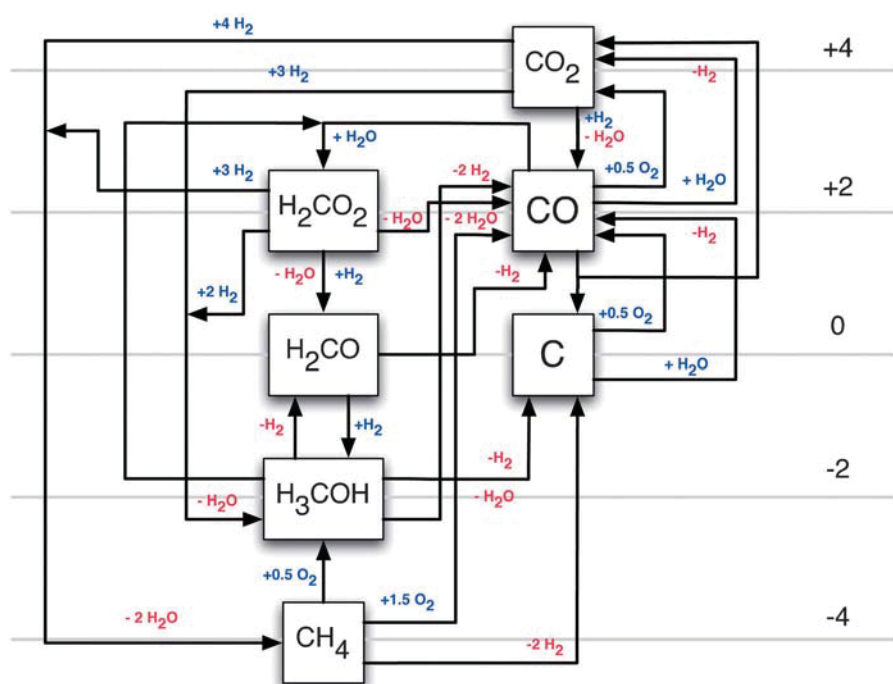 +4 H2
CO2
+4
+3 H2
-H2
+H2
- H2O
+ H2O
+3 H2
-2 H2
+0.5 O2
+ H2O
+2
H2CO2
- H2O
- 2 H2O
CO
-H2
- H2O
+H2
-H2
+2 H2
+0.5 O2
0
H2CO
C
+ H2O
-H2
+H2
-H2
-2
- H2O
H3COH
- H2O
+0.5 O2
+1.5 O2
- 2 H2O
-4
CH4
-2 H2